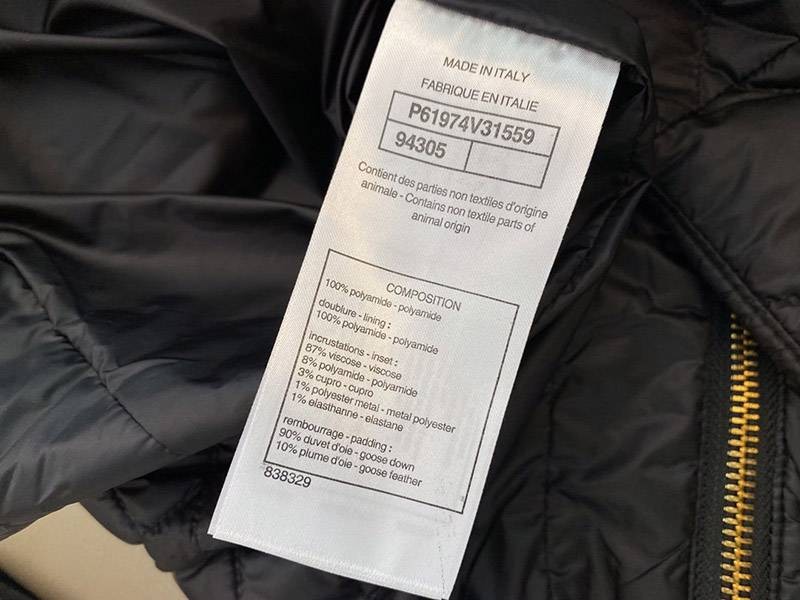 MADE IN ITALY
FABRIQUE EN ITALIE
P61974V31559
94305
Contient des parties non textiles d'origine
animale - Contains non textile parts of
animal origin
COMPOSITION
100% polyamide - polyamide
doublure - lining :
100% polyamide - polyamide
incrustations - inset :
87% viscose - viscose
8% polyamide - polyamide
3% cupro - cupro
1% polyester metal - metal polyester
1% elasthanne - elastane
rembourrage - padding :
90% duvet d'oie - goose down
10% plume d'oie - goose feather
838329